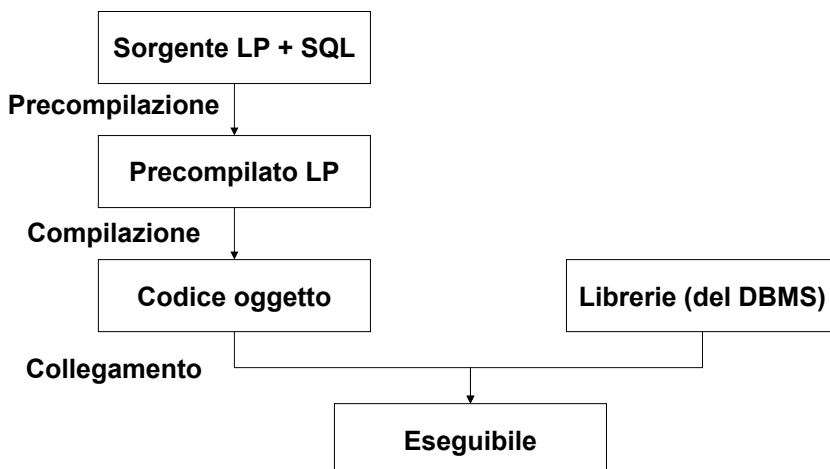 Sorgente LP + SQL
Precompilazione
Precompilato LP
Compilazione
Codice oggetto
Librerie (del DBMS)
Collegamento
Eseguibile